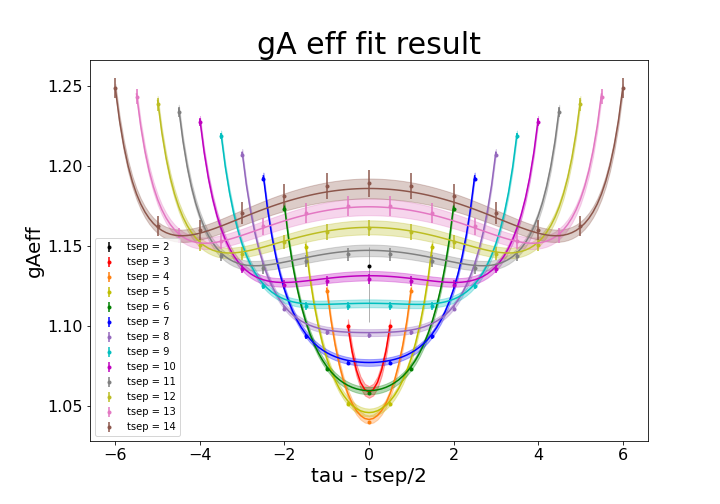 gA eff fit result
gAeff
1.25
1.20
1.15
1.10
1.05
tsep = 2
tsep = 3
tsep = 4
tsep = 5
tsep = 6
tsep = 7
tsep = 8
tsep = 9
tsep = 10
tsep = 11
tsep = 12
tsep = 13
tsep = 14
−6 −4 −2 0 2 4 6
tau - tsep/2